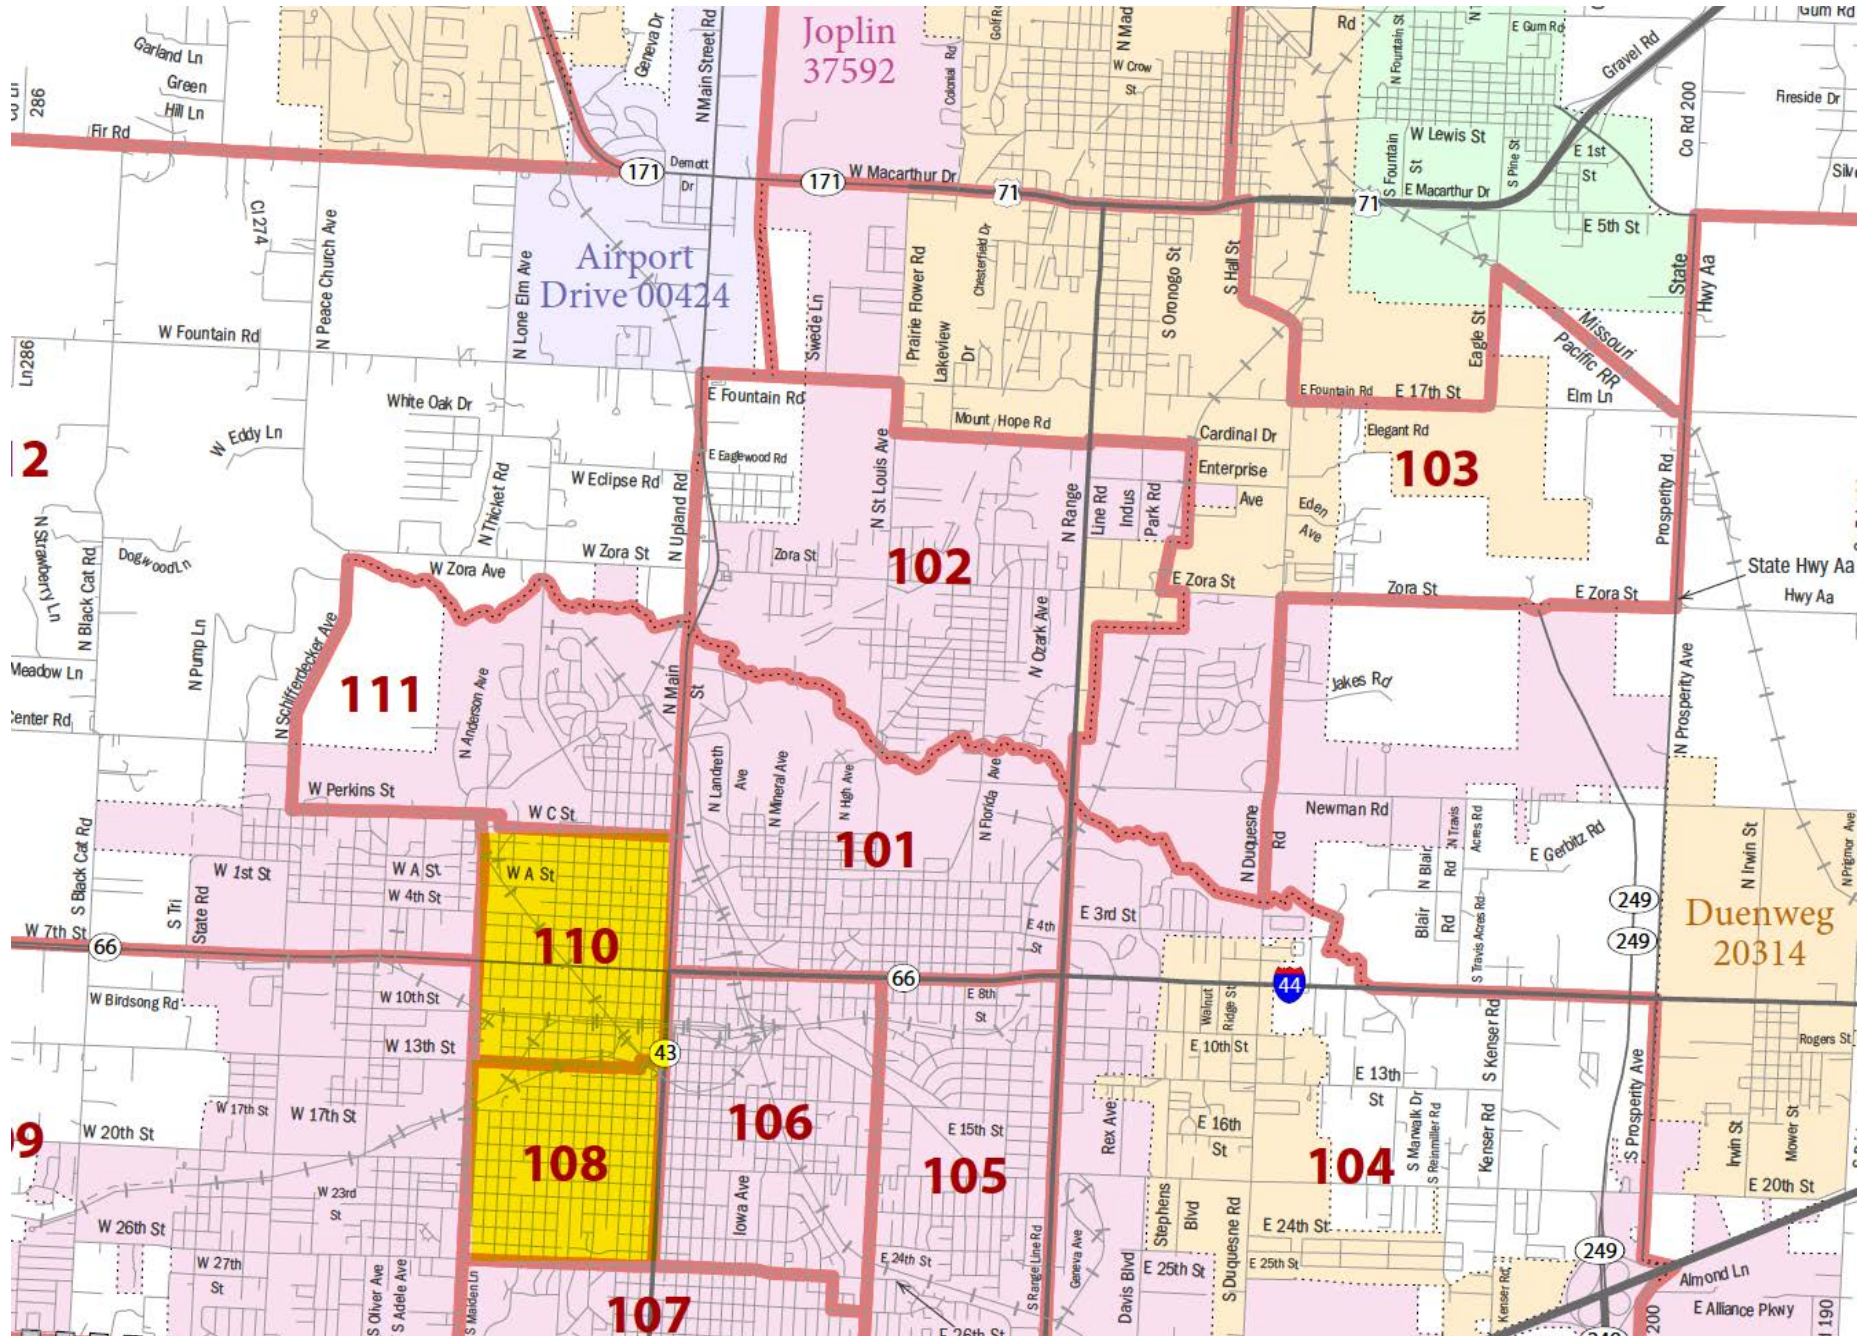 Garland Ln
Green
Hill Ln
286
Fir Rd
Geneva Dr
N Main Street Rd
Joplin
37592
Colonial Rd
W Crow
St
Rd
N Fountain St
E Gum Rd
Gravel Rd
Gum Rd
Co Rd 200
Fireside Dr
W Lewis St
S Fountain
St
S Pine St
E 1st
St
E Macarthur Dr
E 5th St
171
Demott
Dr
171
W Macarthur Dr
71
71
Cl 274
N Peace Church Ave
N Lone Elm Ave
Airport
Drive 00424
Swede Ln
Prairie Flower Rd
Lakeview
Dr
Chesterfield Dr
S Oronogo St
S Hall St
State
Hwy Aa
Eagle St
Missouri
Pacific RR
Ln286
W Fountain Rd
E Fountain Rd
E Fountain Rd
E 17th St
Elm Ln
White Oak Dr
W Eddy Ln
Mount Hope Rd
Cardinal Dr
Elegant Rd
2
E Eaglewood Rd
N St Louis Ave
Enterprise
Ave
103
W Eclipse Rd
N Thicket Rd
N Upland Rd
N Range
Line Rd
Indus
Park Rd
Eden
Ave
Prosperity Rd
N Strawberry Ln
N Black Cat Rd
Dogwood Ln
W Zora St
W Zora Ave
Zora St
102
E Zora St
Zora St
E Zora St
State Hwy Aa
Hwy Aa
N Pump Ln
N Schifferdecker Ave
Meadow Ln
111
N Anderson Ave
N Main
St
N Ozark Ave
Jakes Rd
N Prosperity Ave
Center Rd
W Perkins St
W C St
N Landreth
Ave
N Mineral Ave
N High Ave
N Florida
Ave
101
Newman Rd
N Duquesne
Rd
N Travis
Acres Rd
E Gerbitz Rd
N Blair
Rd
N Irwin St
N Prigmor Ave
S Black Cat Rd
W 1st St
W A St
W A St
W 4th St
S Tri
State Rd
W 7th St
66
110
E 4th
St
E 3rd St
Blair
Rd
S Travis Acres Rd
249
249
Duenweg
20314
66
44
W Birdsong Rd
W 10th St
E 8th
St
Walnut
Ridge St
W 13th St
43
E 10th St
S Kenser Rd
Rogers St
E 13th
St
W 17th St
W 17th St
106
E 15th St
Rex Ave
E 16th
St
S Marwalk Dr
S Reinmiller Rd
Kenser Rd
S Prosperity Ave
Irwin St
Mower St
9
W 20th St
108
105
104
E 20th St
W 23rd
St
W 26th St
Iowa Ave
Stephens
Blvd
S Duquesne Rd
E 24th St
E 24th St
W 27th
St
S Oliver Ave
S Adele Ave
S Maiden Ln
107
S Range Line Rd
Geneva Ave
Davis Blvd
E 25th St
E 25th St
Kenser Rd
249
Almond Ln
E Alliance Pkwy
200
190
E 26th St
249